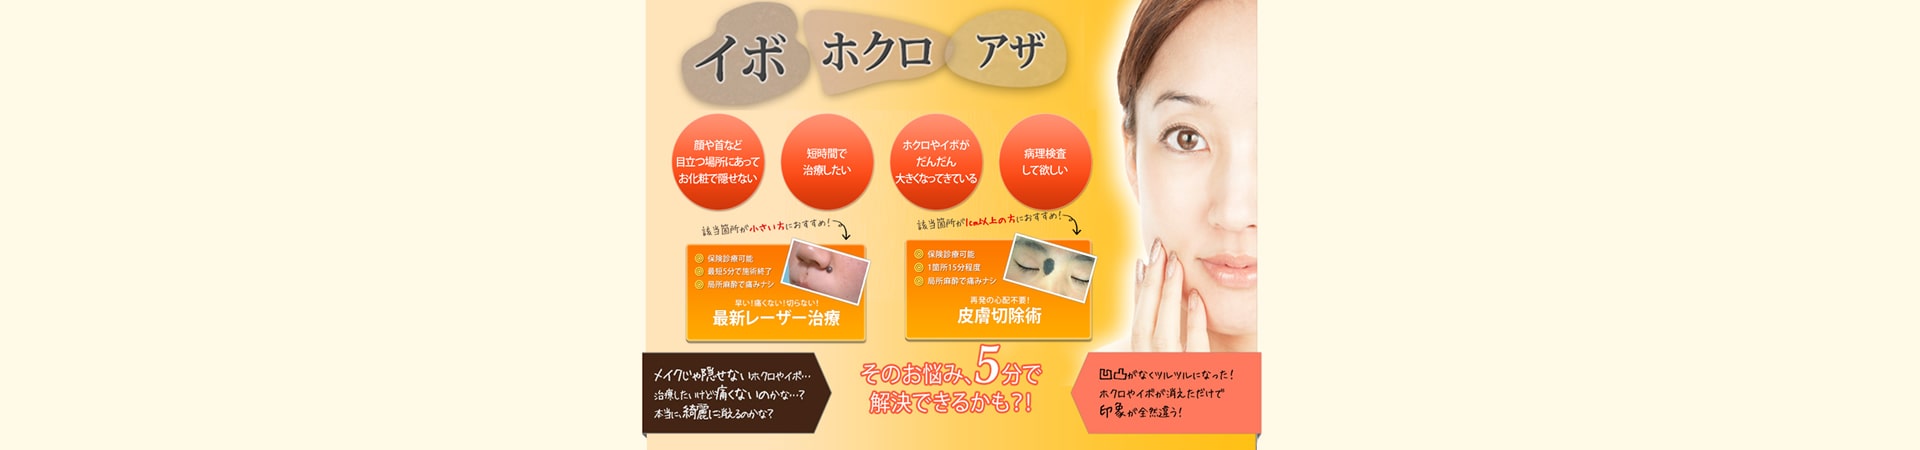 イボ ホクロ アザ
顔や首など
目立つ場所にあって
お化粧で隠せない
短時間で
治療したい
ホクロやイボが
だんだん
大きくなってきている
病理検査
して欲しい
該当箇所が小さい方におすすめ!
保険診療可能
最短5分で施術終了
局所麻酔で痛みナシ
早い!痛くない!切らない!
最新レーザー治療
該当箇所が1cm以上の方におすすめ!
保険診療可能
1箇所15分程度
局所麻酔で痛みナシ
再発の心配不要!
皮膚切除術
メイクじゃ隠せないホクロやイボ…
治療したいけど痛くないのかな…?
本当に、綺麗に消えるのかな?
そのお悩み、5分で
解決できるかも?!
凹凸がなくツルツルになった!
ホクロやイボが消えただけで
印象が全然違う!